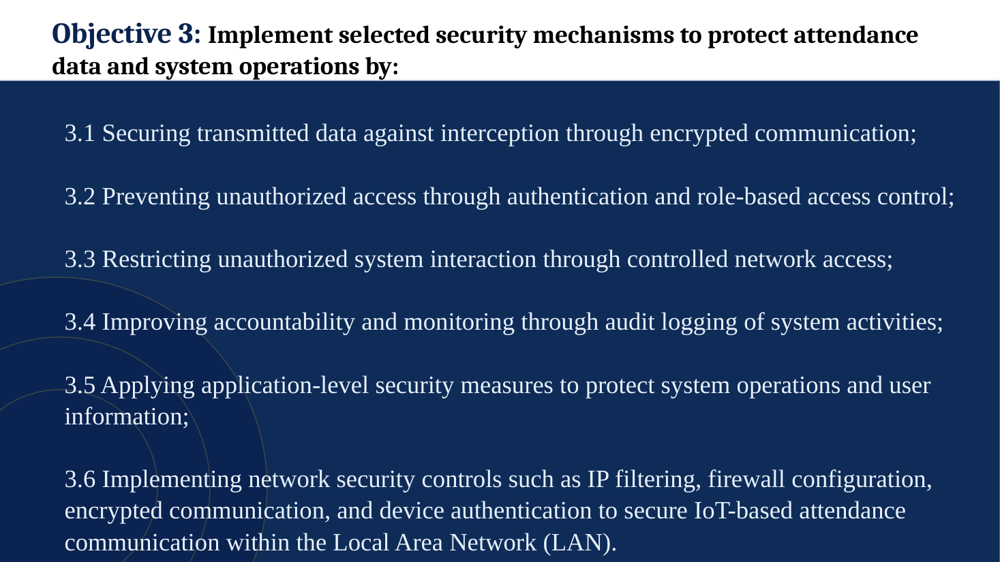 Objective 3: Implement selected security mechanisms to protect attendance
data and system operations by:
3.1 Securing transmitted data against interception through encrypted communication;
3.2 Preventing unauthorized access through authentication and role-based access control;
3.3 Restricting unauthorized system interaction through controlled network access;
3.4 Improving accountability and monitoring through audit logging of system activities;
3.5 Applying application-level security measures to protect system operations and user
information;
3.6 Implementing network security controls such as IP filtering, firewall configuration,
encrypted communication, and device authentication to secure IoT-based attendance
communication within the Local Area Network (LAN).